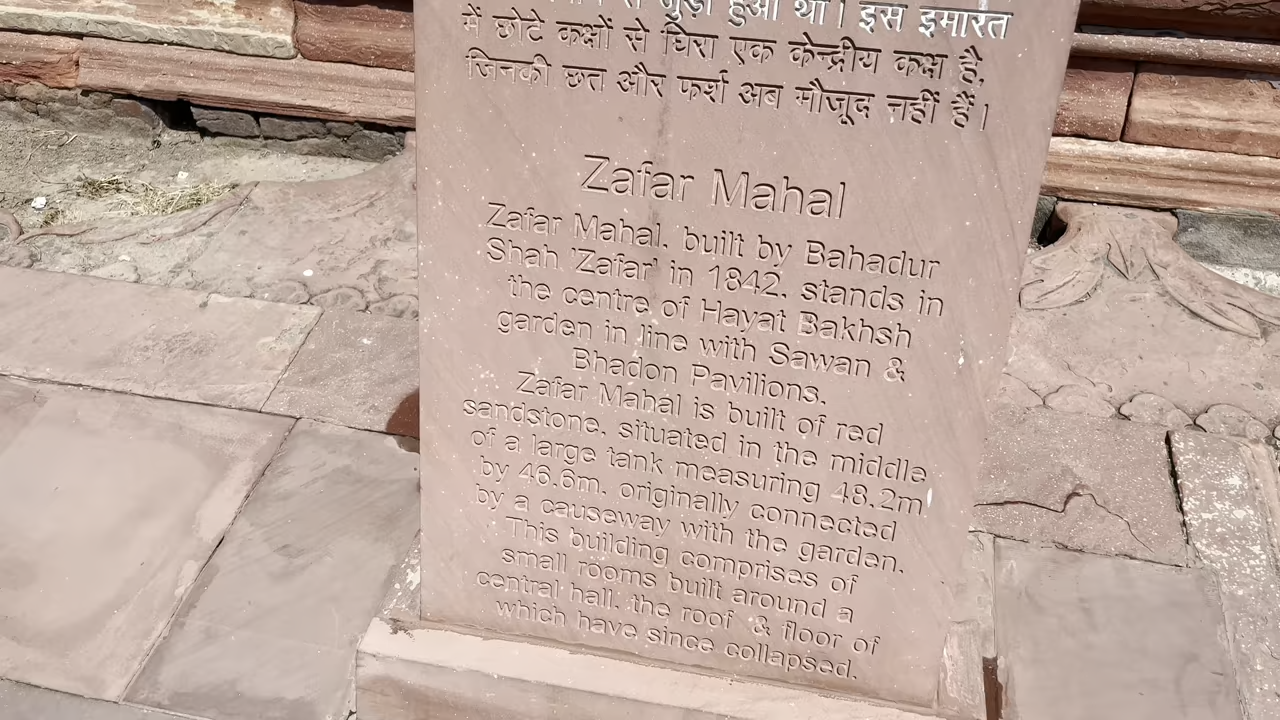 से जुड़ा हुआ था। इस इमारत
में छोटे कक्षों से घिरा एक केन्द्रीय कक्ष है,
जिनकी छत और फर्श अब मौजूद नहीं हैं।
Zafar Mahal
Zafar Mahal, built by Bahadur
Shah 'Zafar' in 1842, stands in
the centre of Hayat Bakhsh
garden in line with Sawan &
Bhadon Pavilions.
Zafar Mahal is built of red
sandstone, situated in the middle
of a large tank measuring 48.2m
by 46.6m, originally connected
by a causeway with the garden.
This building comprises of
small rooms built around a
central hall, the roof & floor of
which have since collapsed.